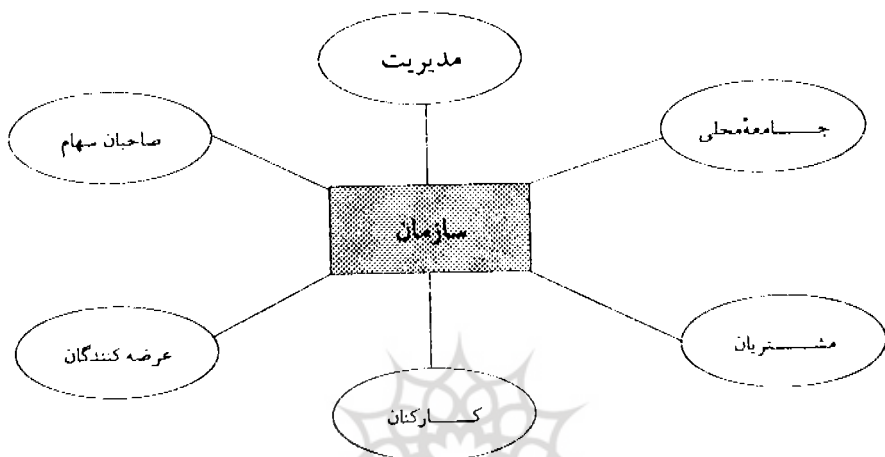 مدیریت
جامعهٔ محلی
صاحبان سهام
سازمان
مشتریان
عرضه کنندگان
کارکنان